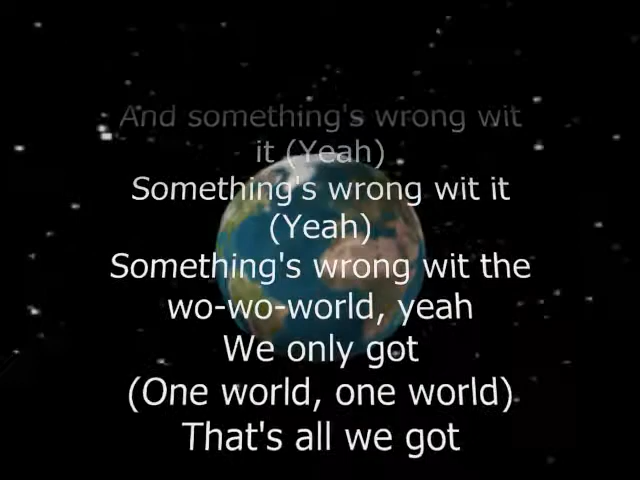 And something's wrong wit
it (Yeah)
Something's wrong wit it
(Yeah)
Something's wrong wit the
wo-wo-world, yeah
We only got
(One world, one world)
That's all we got